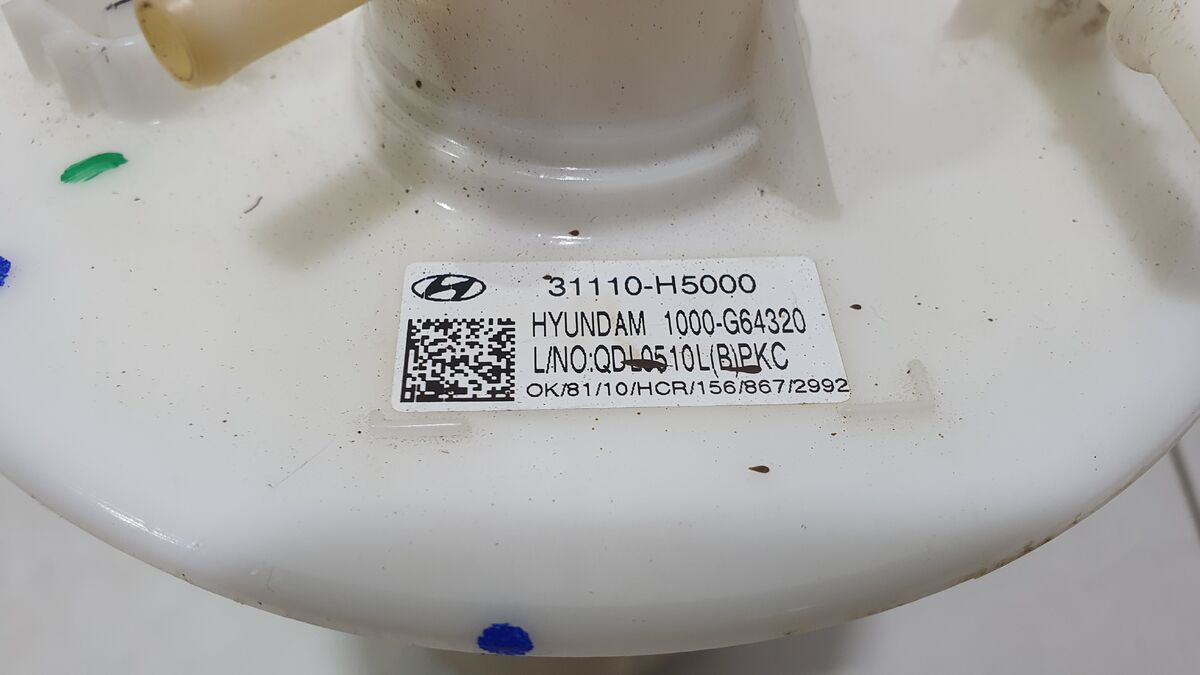 31110-H5000
HYUNDAM 1000-G64320
L/NO:QDL0510L(B)PKC
OK/81/10/HCR/156/867/2992